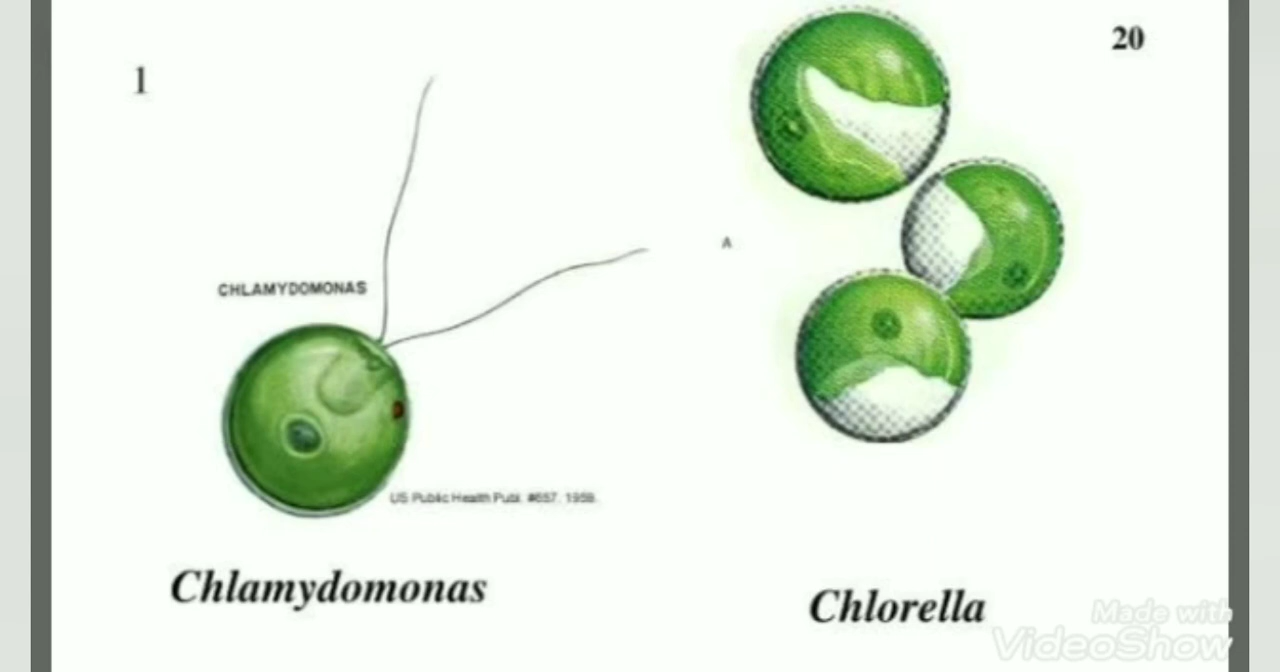 1
20
A
CHLAMYDOMONAS
US Public Health Publ. #657. 1959.
Chlamydomonas
Chlorella
Made with
VideoShow